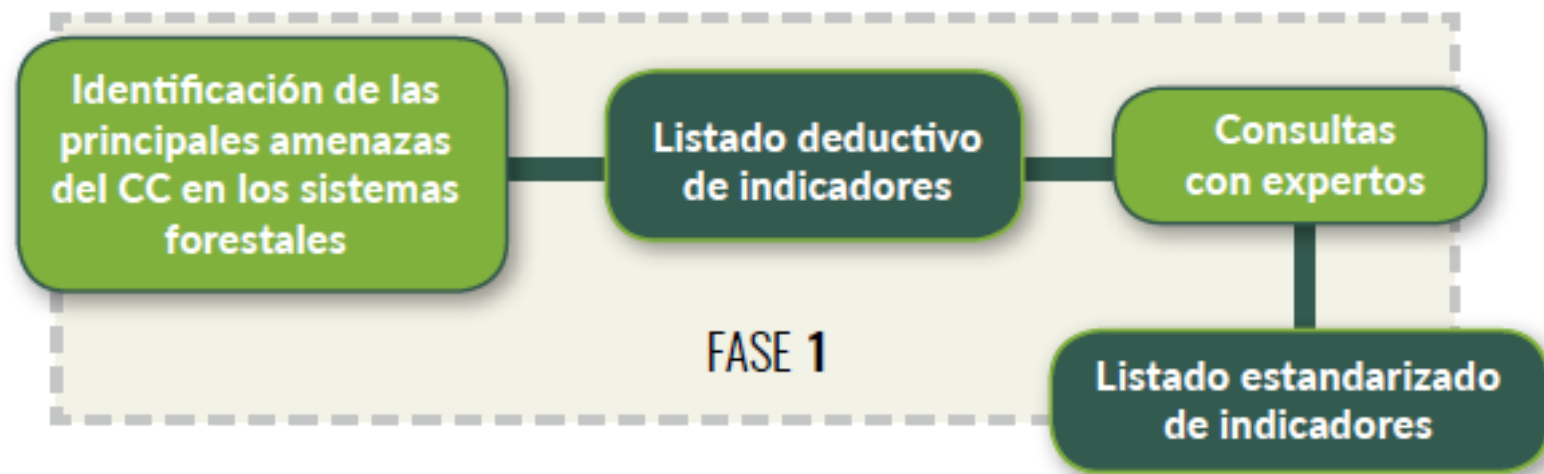 Identificación de las
principales amenazas
del CC en los sistemas
forestales
Listado deductivo
de indicadores
Consultas
con expertos
FASE 1
Listado estandarizado
de indicadores